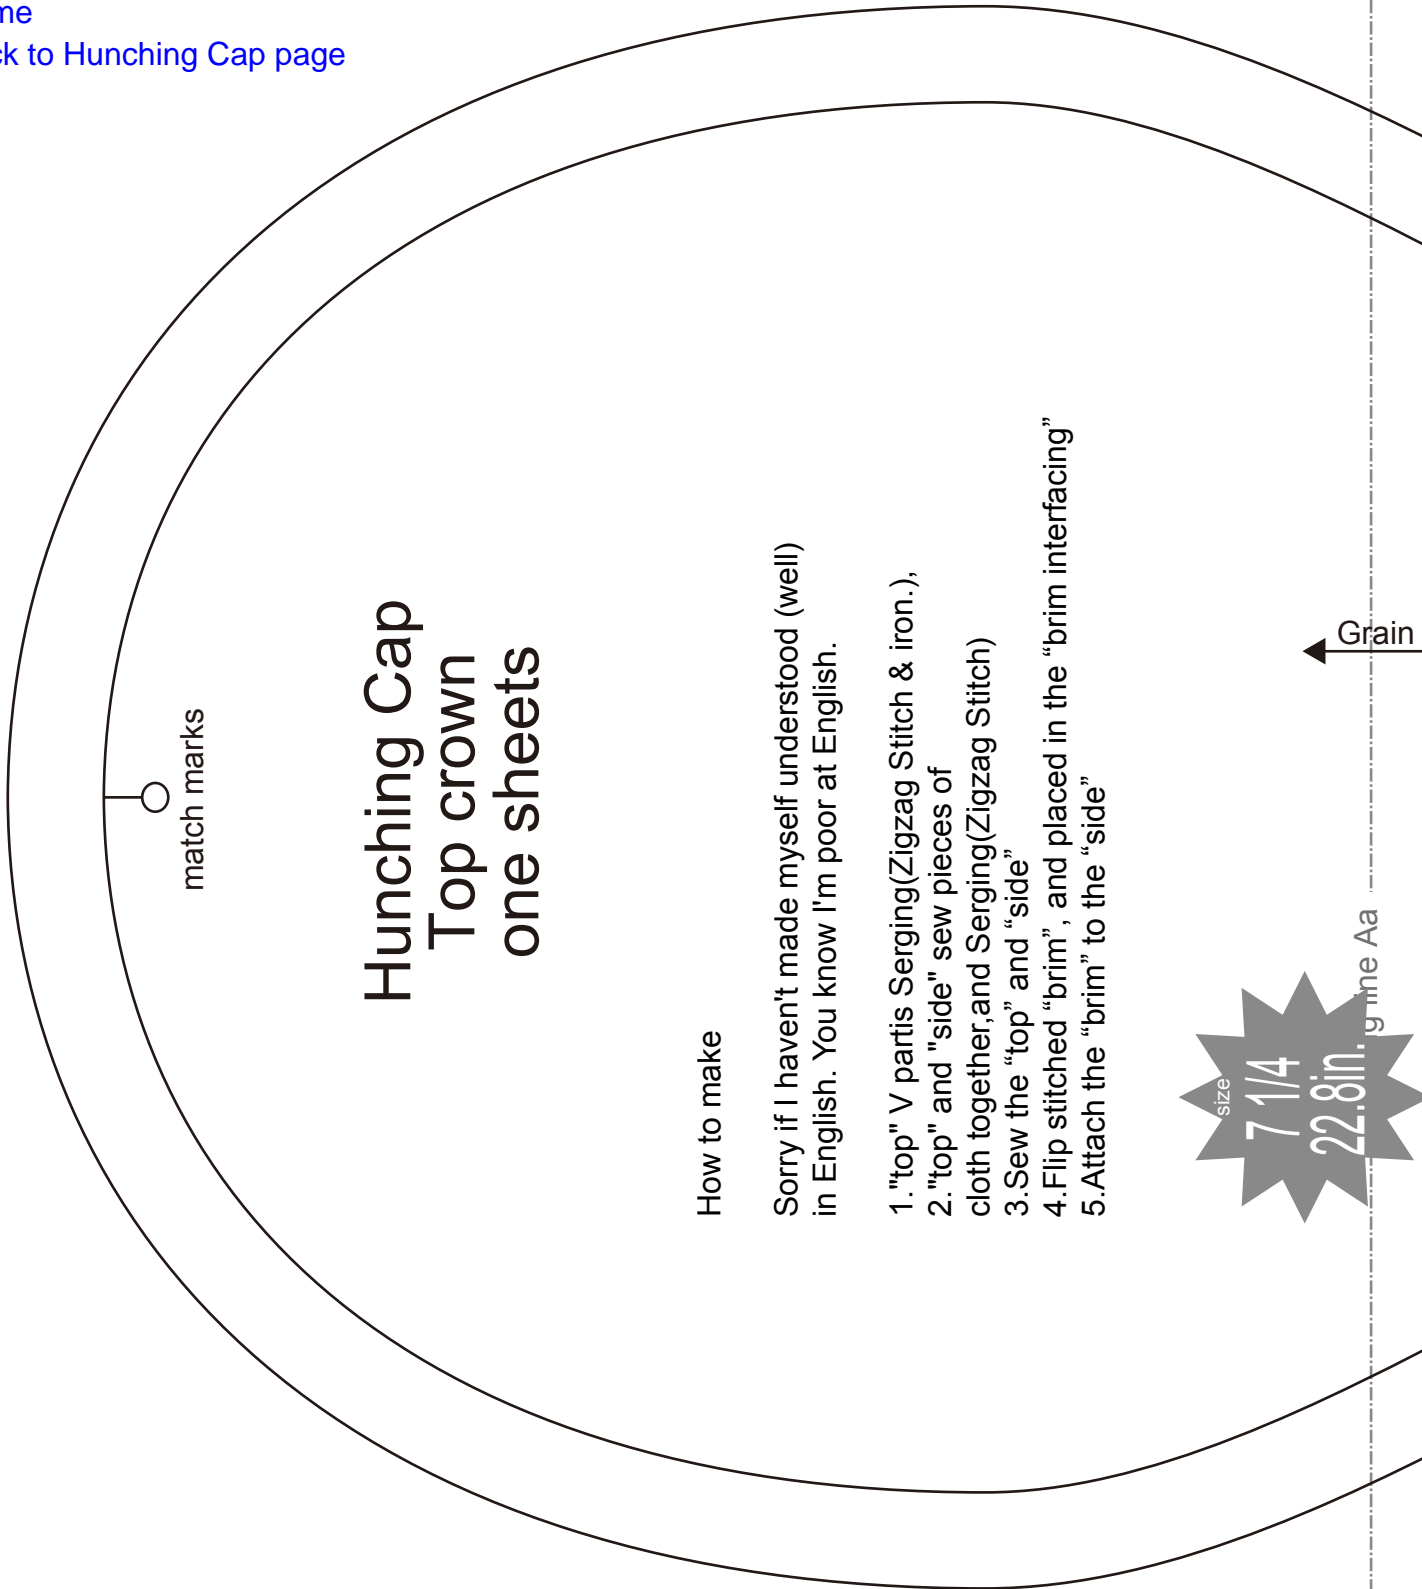 me
ck to Hunching Cap page
match marks
Hunching Cap
Top crown
one sheets
How to make
Sorry if I haven't made myself understood (well)
in English. You know I'm poor at English.
1."top" V partis Serging(Zigzag Stitch & iron.),
2."top" and "side" sew pieces of
cloth together,and Serging(Zigzag Stitch)
3.Sew the “top” and “side”
4.Flip stitched “brim”, and placed in the “brim interfacing”
5.Attach the “brim” to the “side”
Grain
size
7 1/4
22.8in.
g line Aa